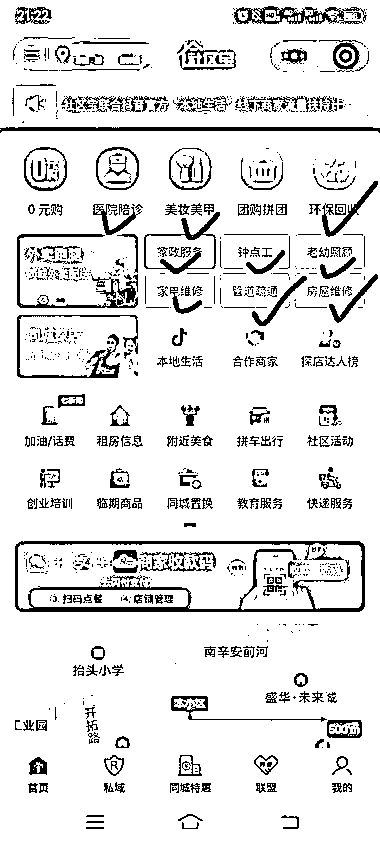 21:22
0元购
医院陪诊
美妆美甲
团购拼团
环保回收
家政服务
钟点工
老幼照顾
家电维修
管道疏通
房屋维修
本地生活
合作商家
探店达人榜
加油/话费
租房信息
附近美食
拼车出行
社区活动
创业培训
临期商品
同城置换
教育服务
快递服务
商家收款码
扫码点餐
店铺管理
南辛安前河
抬头小学
盛华·未来城
工业园
开拓路
500米
首页
私域
同城特惠
联盟
我的